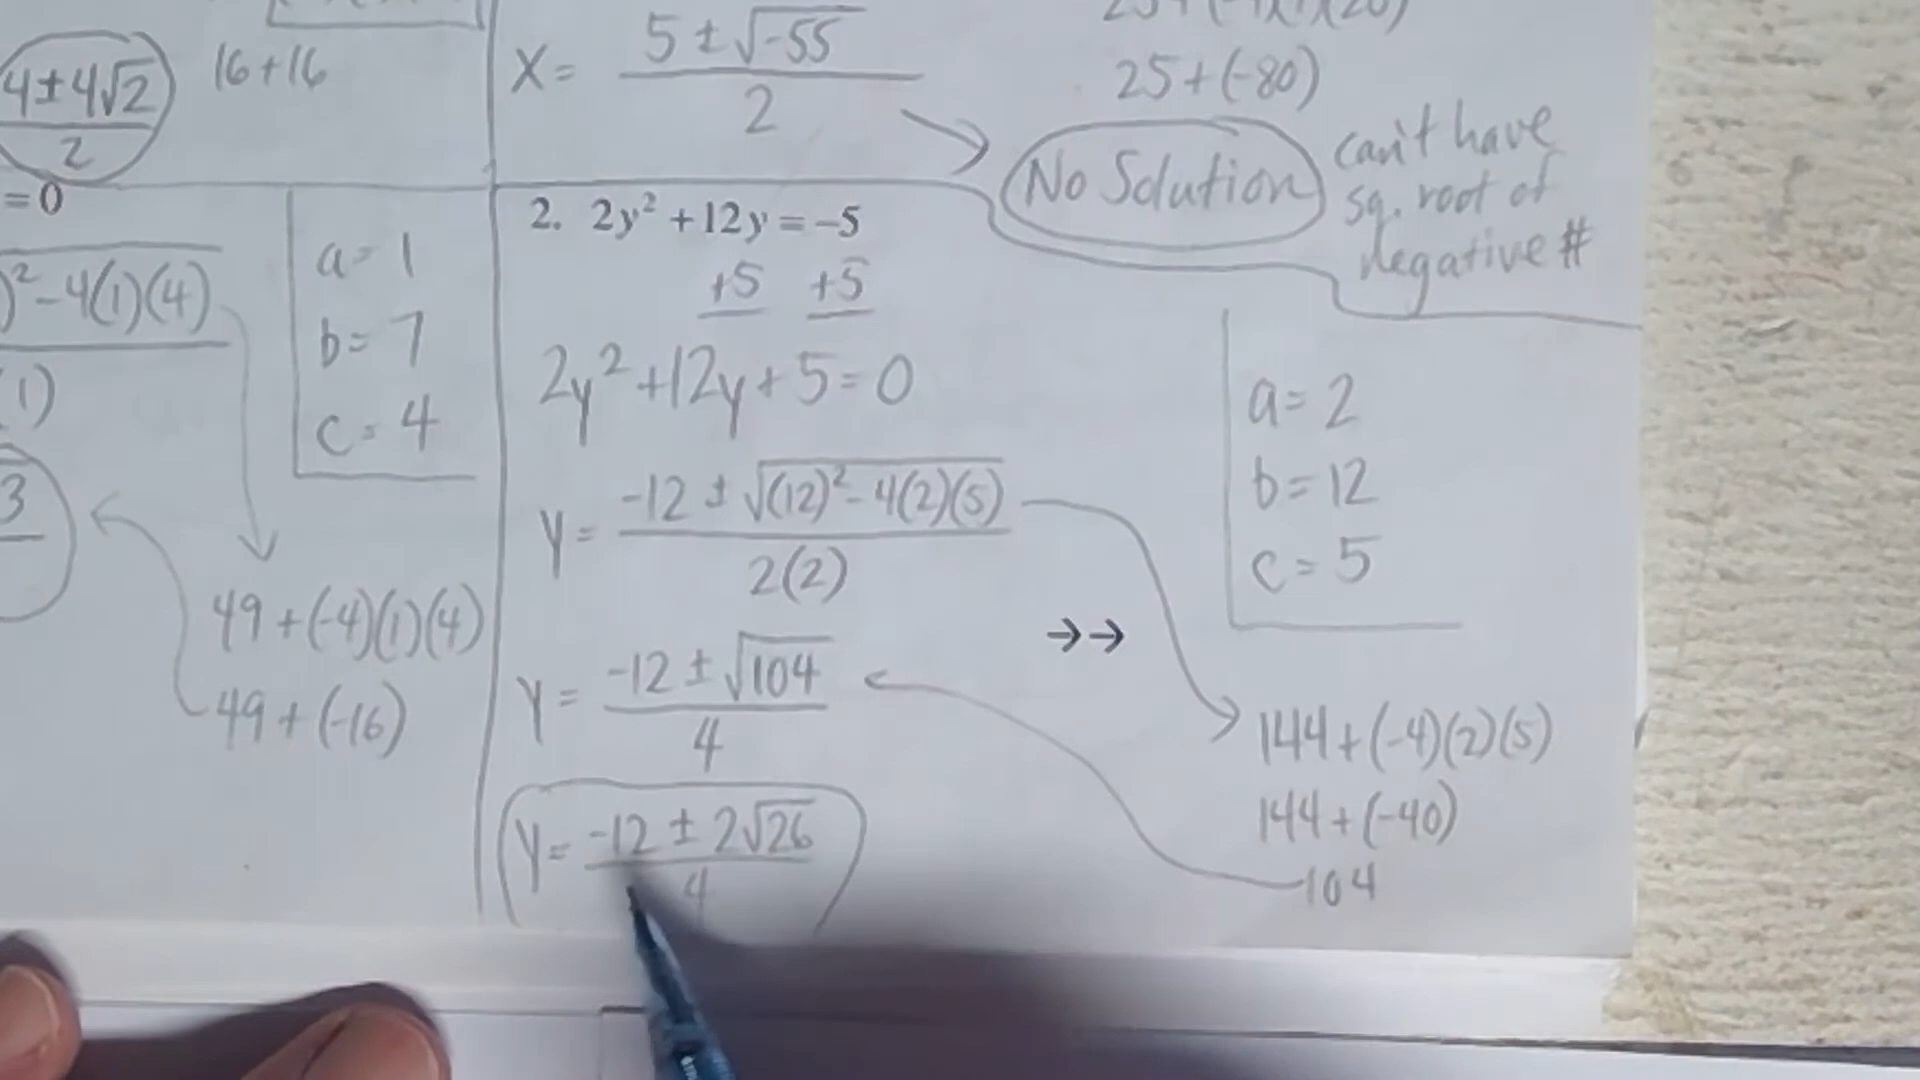 4±4√2
2
16+16
=0
)²-4(1)(4)
1)
3
a=1
b=7
c=4
49+(-4)(1)(4)
49+(-16)
X= 5±√-55
2
25+(-80)
No Solution
can't have
sq. root of
negative #
2. 2y² +12y = −5
+5 +5
2y²+12y+5=0
y= -12 ± √(12)²-4(2)(5)
2(2)
y= -12 ± √104
4
y= -12 ± 2√26
4
→→
a=2
b=12
c=5
144+(-4)(2)(5)
144+(-40)
104